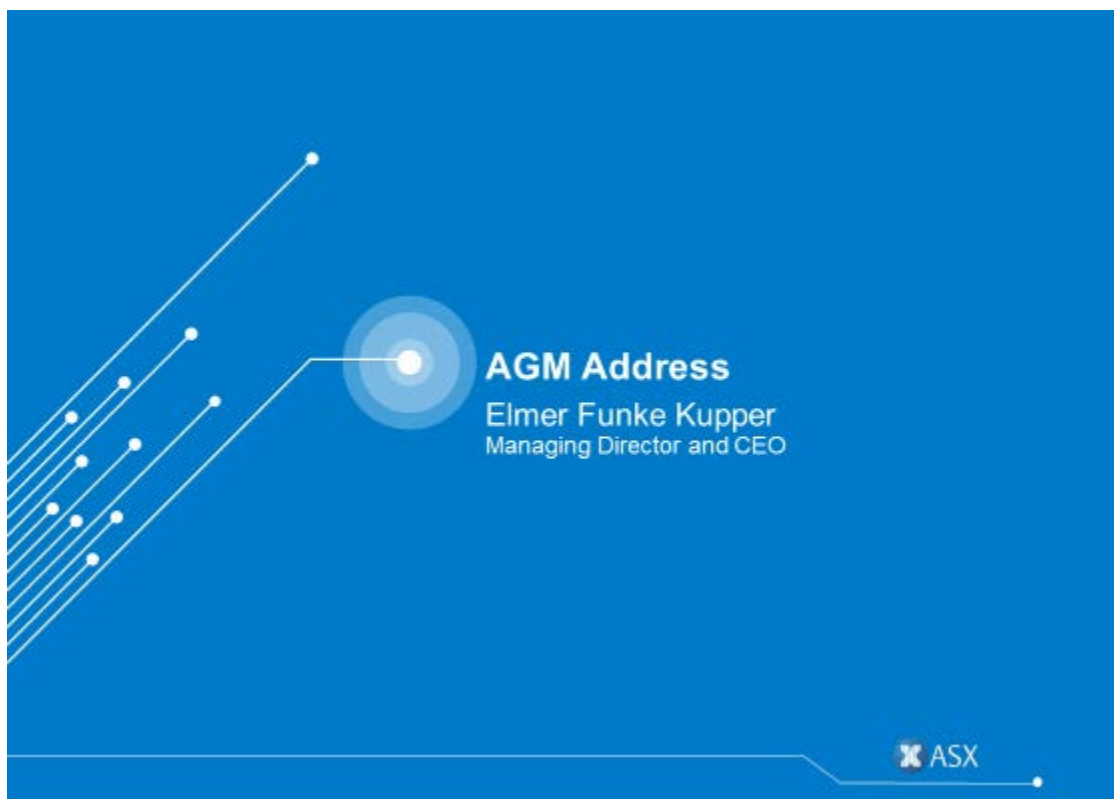 AGM Address
Elmer Funke Kupper
Managing Director and CEO
ASX